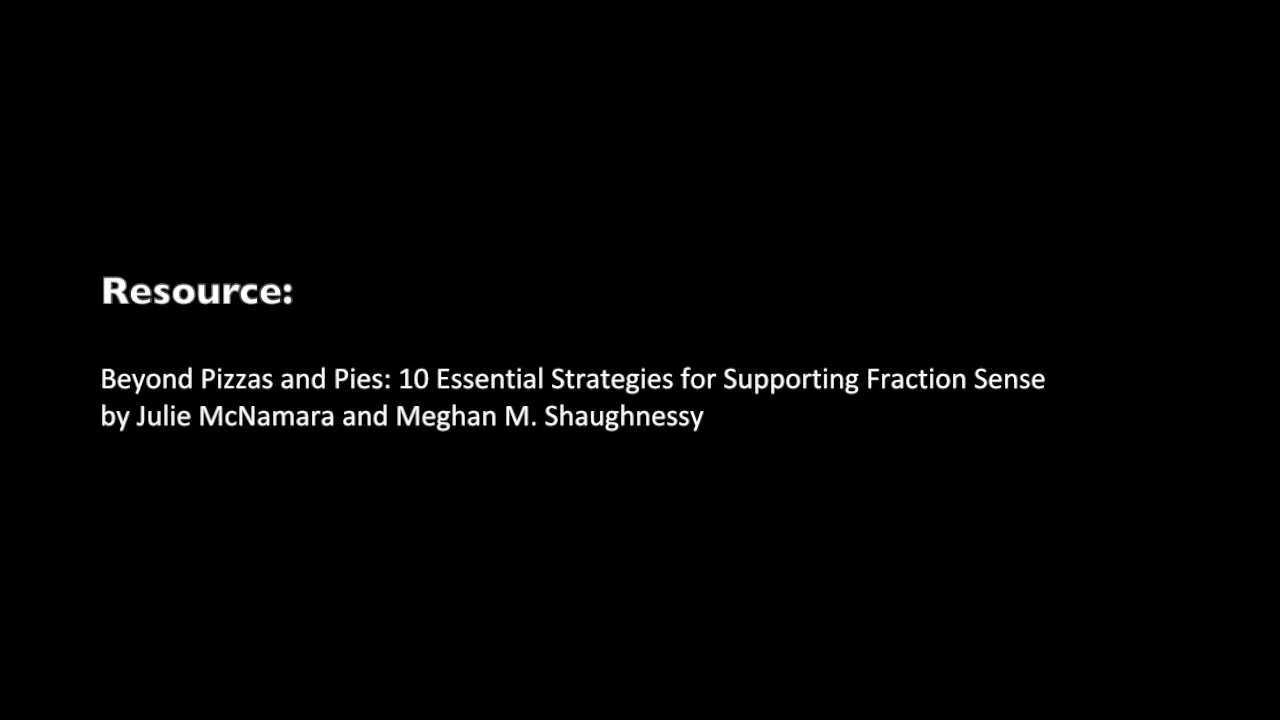 Resource:
Beyond Pizzas and Pies: 10 Essential Strategies for Supporting Fraction Sense
by Julie McNamara and Meghan M. Shaughnessy